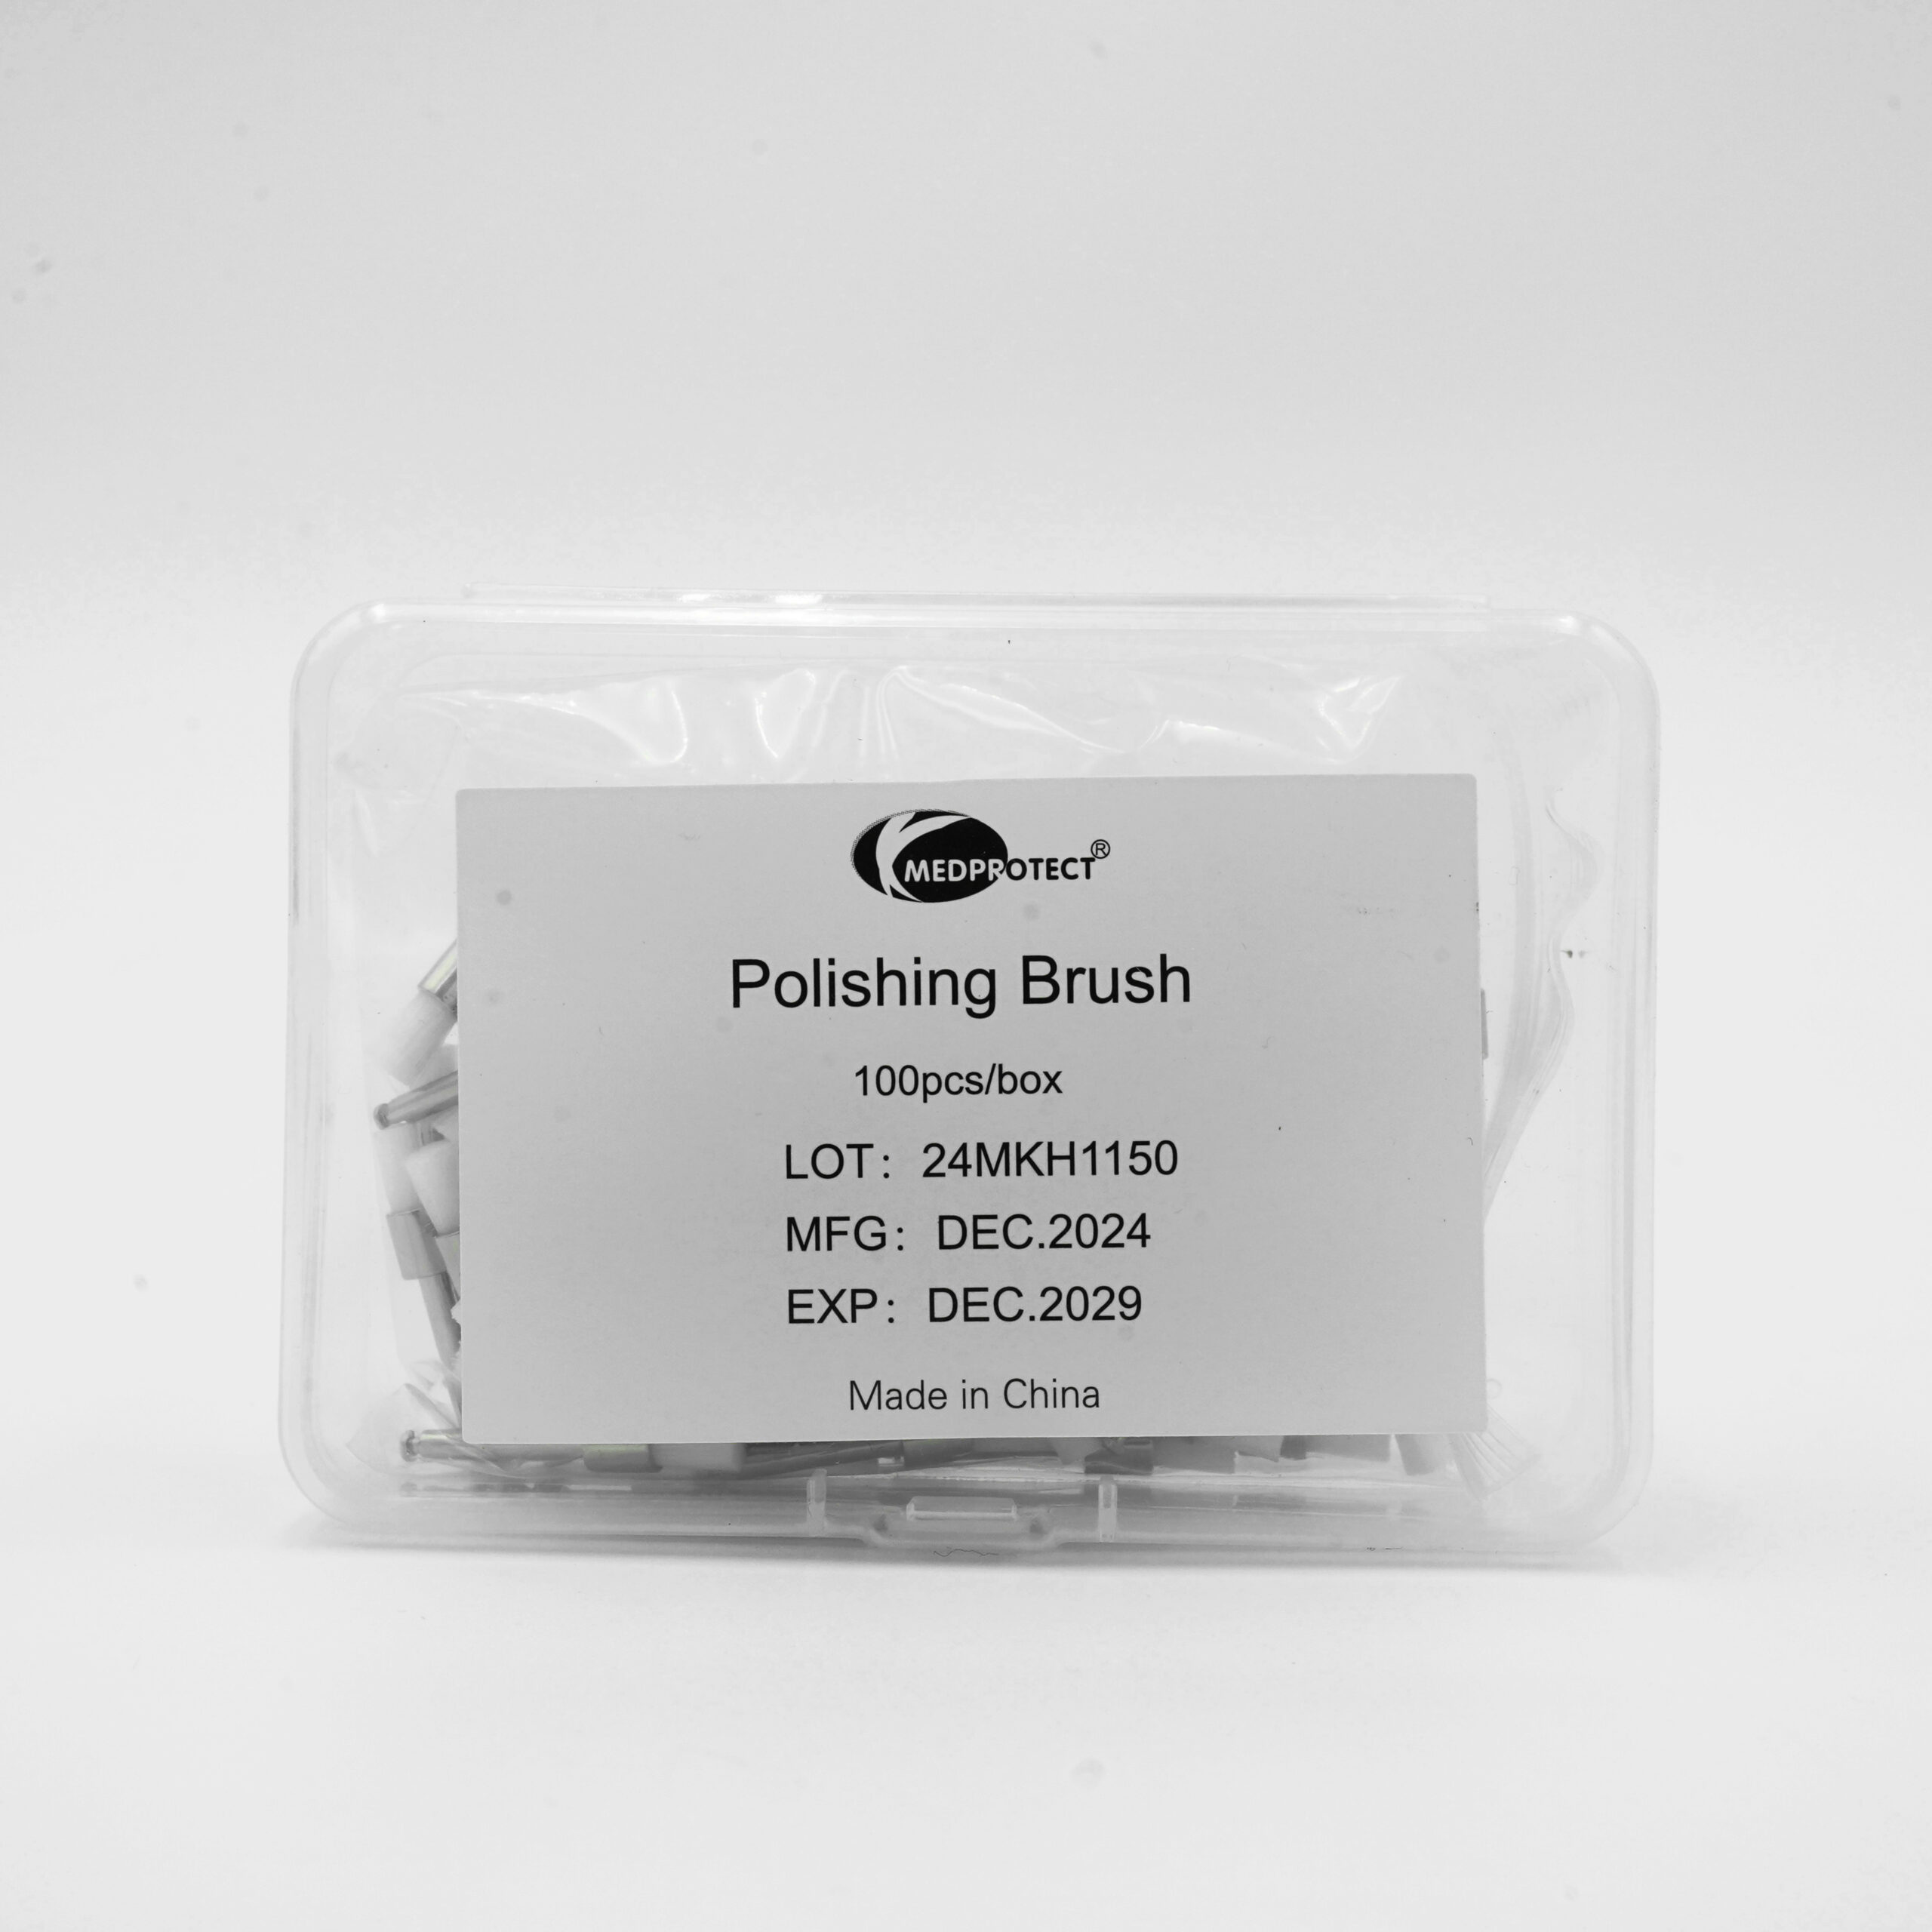 MEDPROTECT®
Polishing Brush
100pcs/box
LOT: 24MKH1150
MFG: DEC.2024
EXP: DEC.2029
Made in China